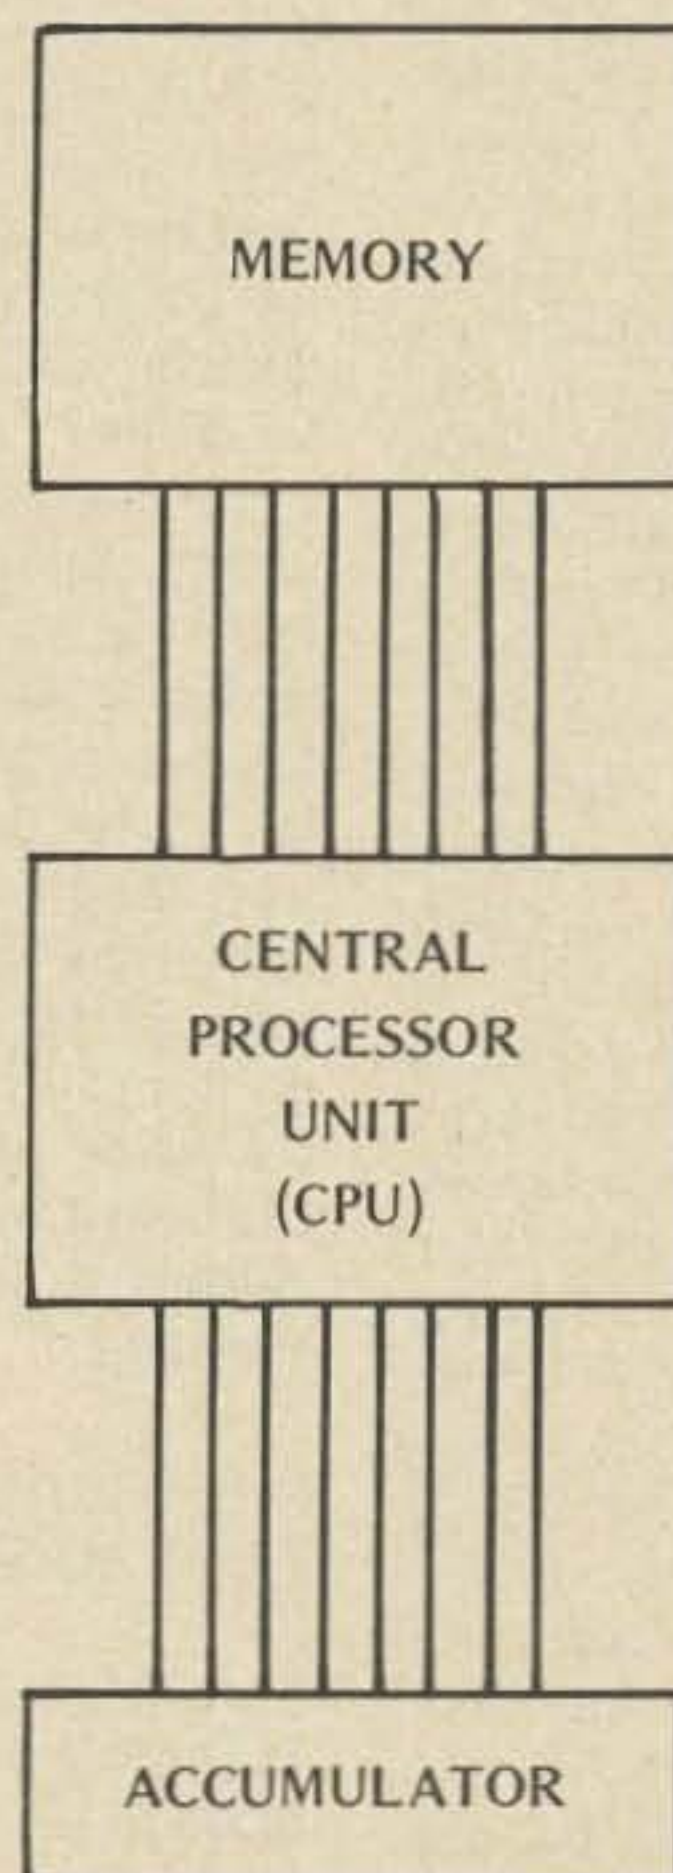 MEMORY
CENTRAL
PROCESSOR
UNIT
(CPU)
ACCUMULATOR